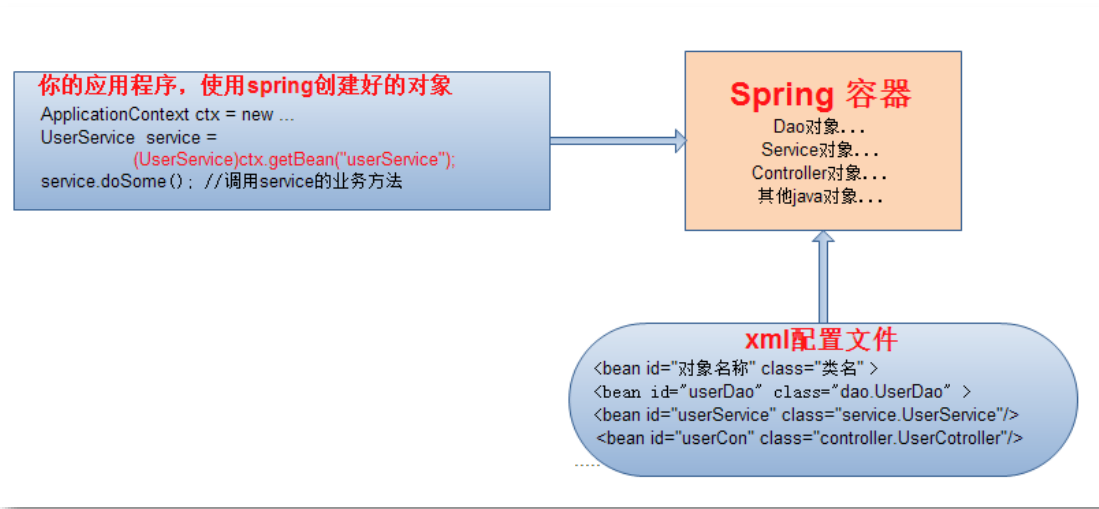 你的应用程序，使用spring创建好的对象
ApplicationContext ctx = new ...
UserService service =
(UserService)ctx.getBean("userService");
service.doSome(); //调用service的业务方法
Spring 容器
Dao对象...
Service对象...
Controller对象...
其他java对象...
xml配置文件
<bean id="对象名称" class="类名" >
<bean id="userDao" class="dao.UserDao" >
<bean id="userService" class="service.UserService"/>
<bean id="userCon" class="controller.UserCotroller"/>
......